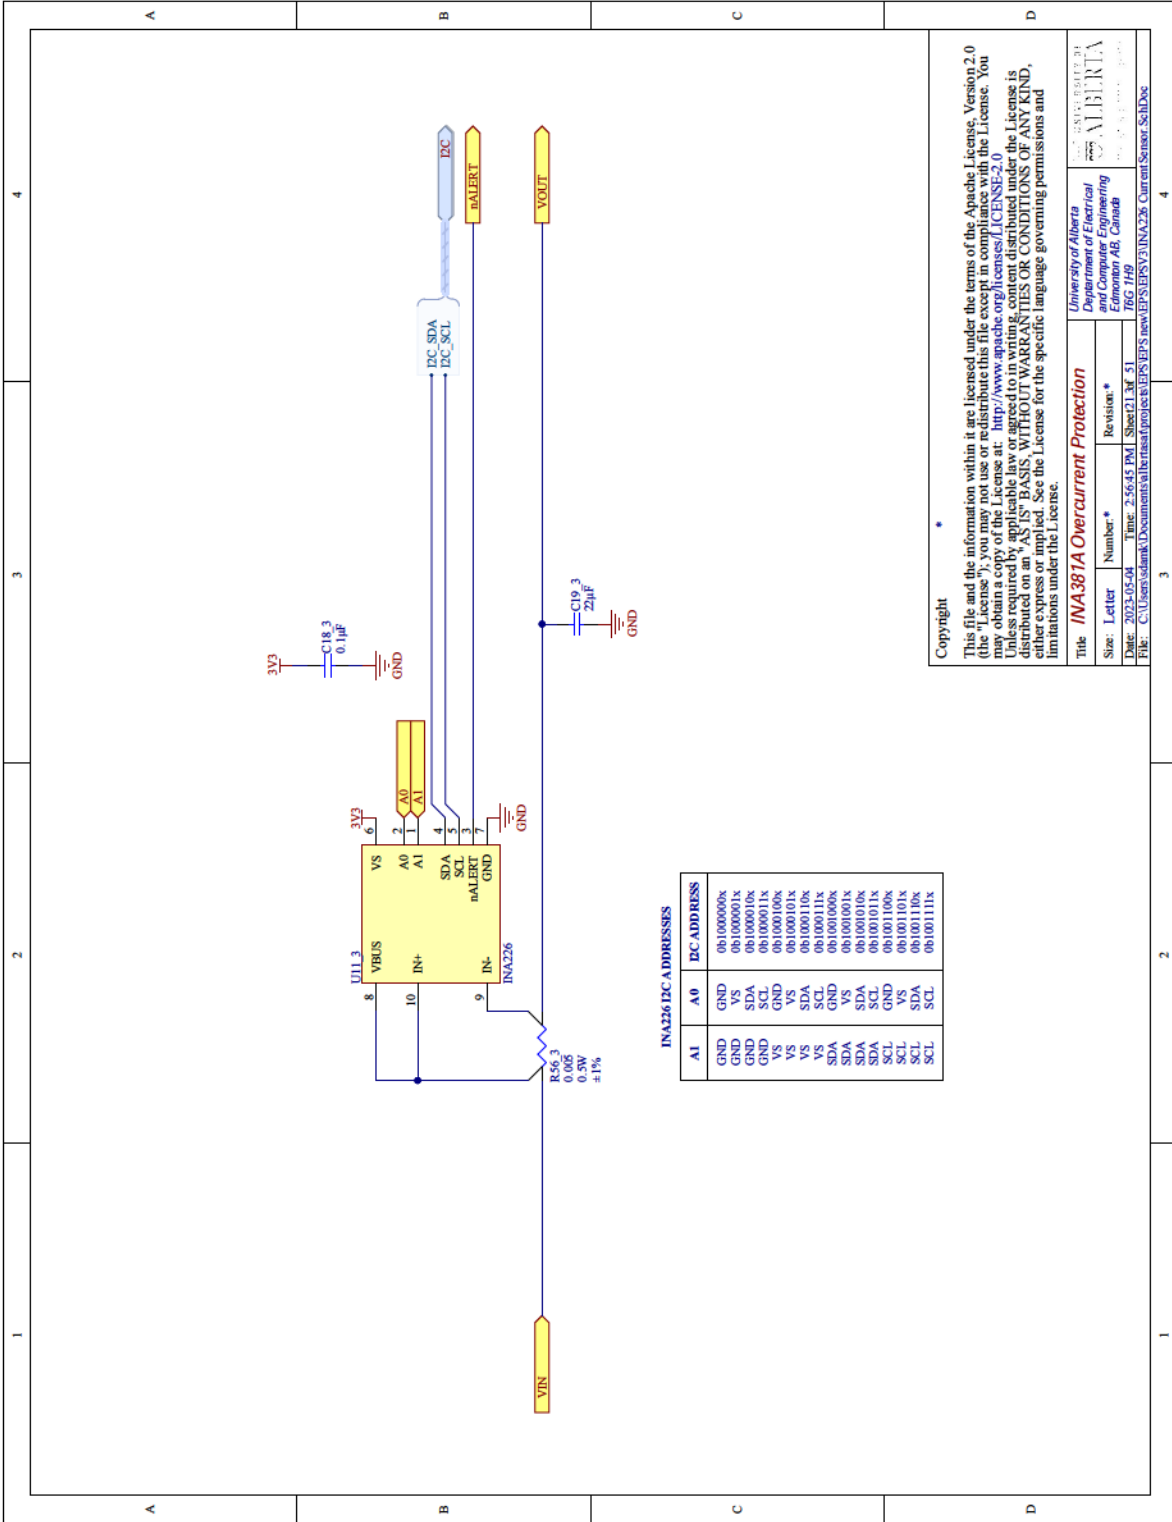 1
2
3
4
A
B
C
D
A
B
C
D
1
2
3
4
3V3
C18_3
0.1µF
GND
U11_3
VBUS
IN+
IN-
VS
A0
A1
SDA
SCL
nALERT
GND
8
10
9
6
2
1
4
5
3
7
INA226
3V3
A0
A1
GND
I2C_SDA
I2C_SCL
I2C
nALERT
VOUT
VIN
R56_3
0.005
0.5W
±1%
C19_3
22µF
GND
INA226 I2C ADDRESSES
A1 A0 I2C ADDRESS
GND GND 0b1000000x
GND VS 0b1000001x
GND SDA 0b1000010x
GND SCL 0b1000011x
VS GND 0b1000100x
VS VS 0b1000101x
VS SDA 0b1000110x
VS SCL 0b1000111x
SDA GND 0b1001000x
SDA VS 0b1001001x
SDA SDA 0b1001010x
SDA SCL 0b1001011x
SCL GND 0b1001100x
SCL VS 0b1001101x
SCL SDA 0b1001110x
SCL SCL 0b1001111x
Copyright *
This file and the information within it are licensed under the terms of the Apache License, Version 2.0
(the "License"); you may not use or redistribute this file except in compliance with the License. You
may obtain a copy of the License at: http://www.apache.org/licenses/LICENSE-2.0
Unless required by applicable law or agreed to in writing, content distributed under the License is
distributed on an "AS IS" BASIS, WITHOUT WARRANTIES OR CONDITIONS OF ANY KIND,
either express or implied. See the License for the specific language governing permissions and
limitations under the License.
Title INA381A Overcurrent Protection
Size: Letter Number:* Revision:*
Date: 2023-05-04 Time: 2:56:45 PM Sheet21.3of 51
File: C:\Users\sdamk\Documents\albertasat\projects\EPS\EPS new\EPS\EPSV3\INA226 Current Sensor.SchDoc
University of Alberta
Deptartment of Electrical
and Computer Engineering
Edmonton AB, Canada
T6G 1H9
UNIVERSITY OF
ALBERTA